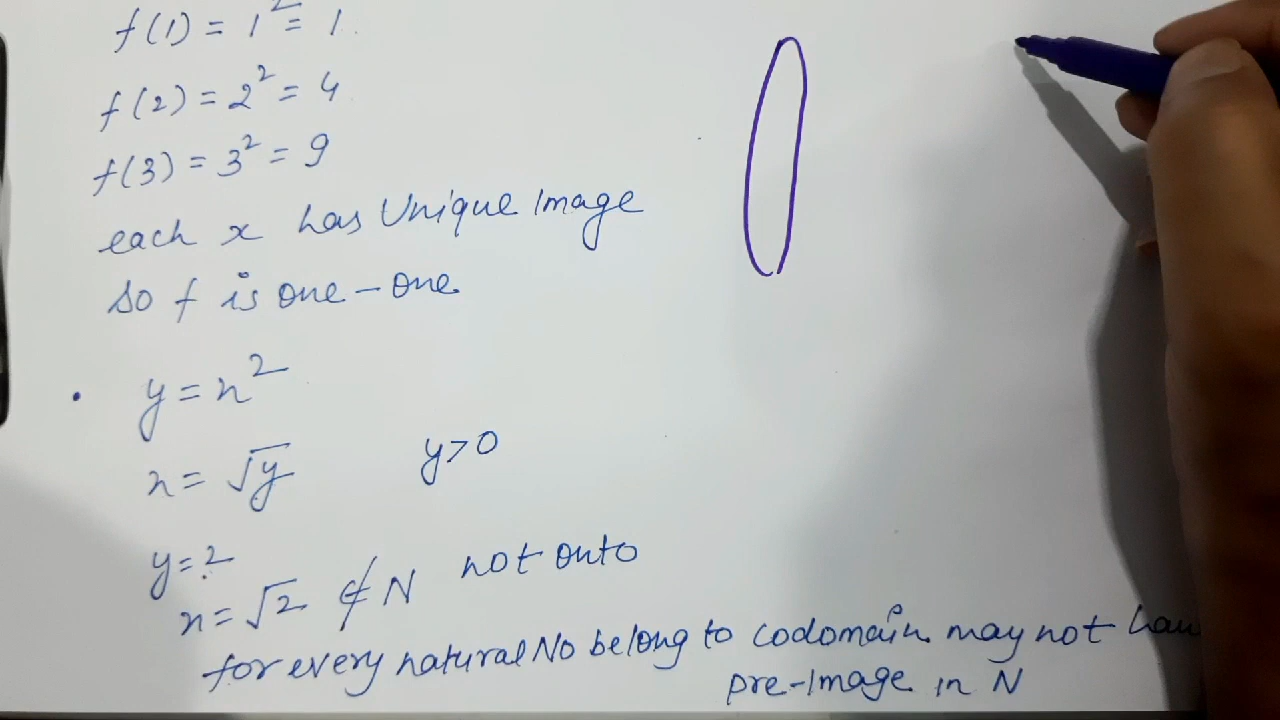 f(1) = 1² = 1.
f(2) = 2² = 4
f(3) = 3² = 9
each x has Unique Image
so f is one-one.
y = x²
x = √y y>0
y=2
x = √2 ∉ N not onto
for every natural No belong to codomain may not hav
pre-Image in N